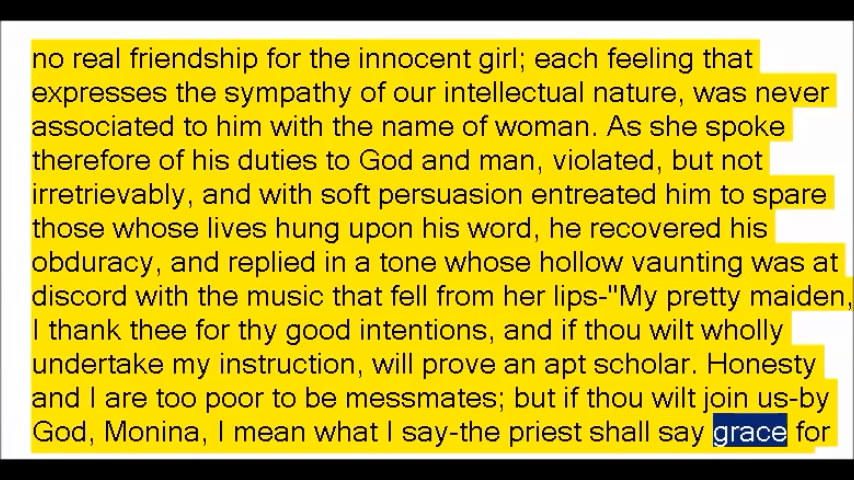 no real friendship for the innocent girl; each feeling that
expresses the sympathy of our intellectual nature, was never
associated to him with the name of woman. As she spoke
therefore of his duties to God and man, violated, but not
irretrievably, and with soft persuasion entreated him to spare
those whose lives hung upon his word, he recovered his
obduracy, and replied in a tone whose hollow vaunting was at
discord with the music that fell from her lips-"My pretty maiden,
I thank thee for thy good intentions, and if thou wilt wholly
undertake my instruction, will prove an apt scholar. Honesty
and I are too poor to be messmates; but if thou wilt join us-by
God, Monina, I mean what I say-the priest shall say grace for